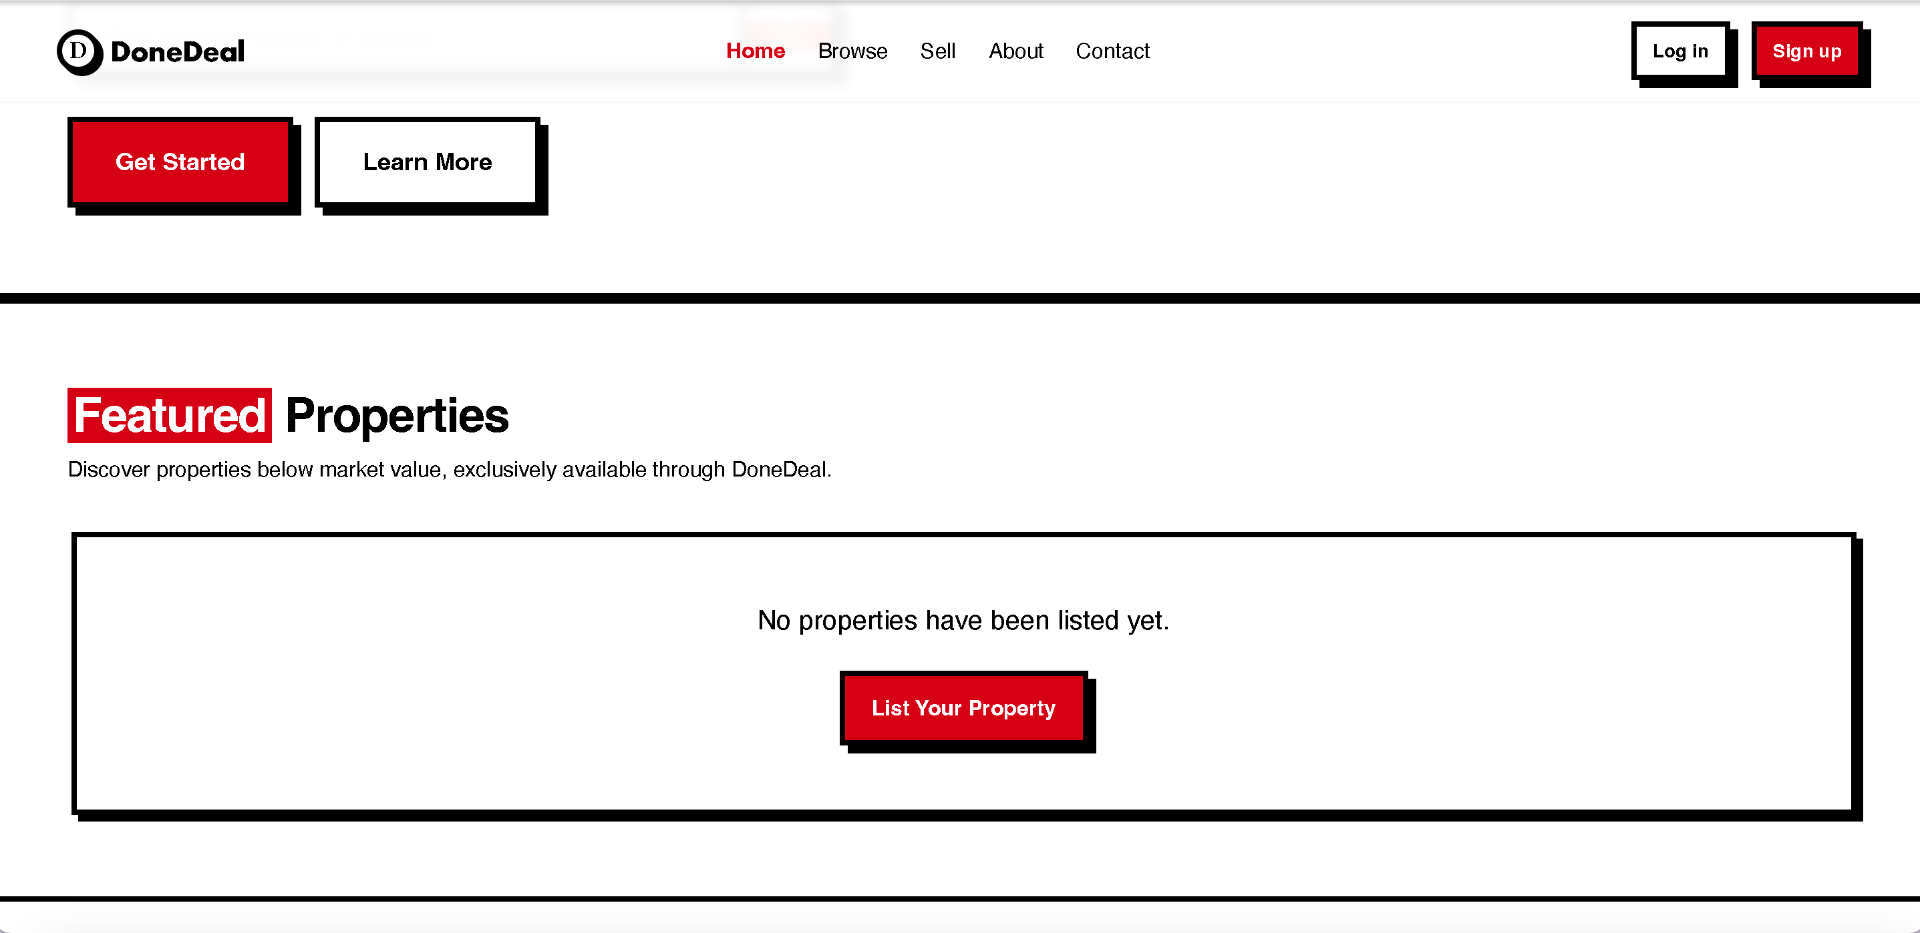 D DoneDeal
Home Browse Sell About Contact
Log in Sign up
Get Started Learn More
Featured Properties
Discover properties below market value, exclusively available through DoneDeal.
No properties have been listed yet.
List Your Property